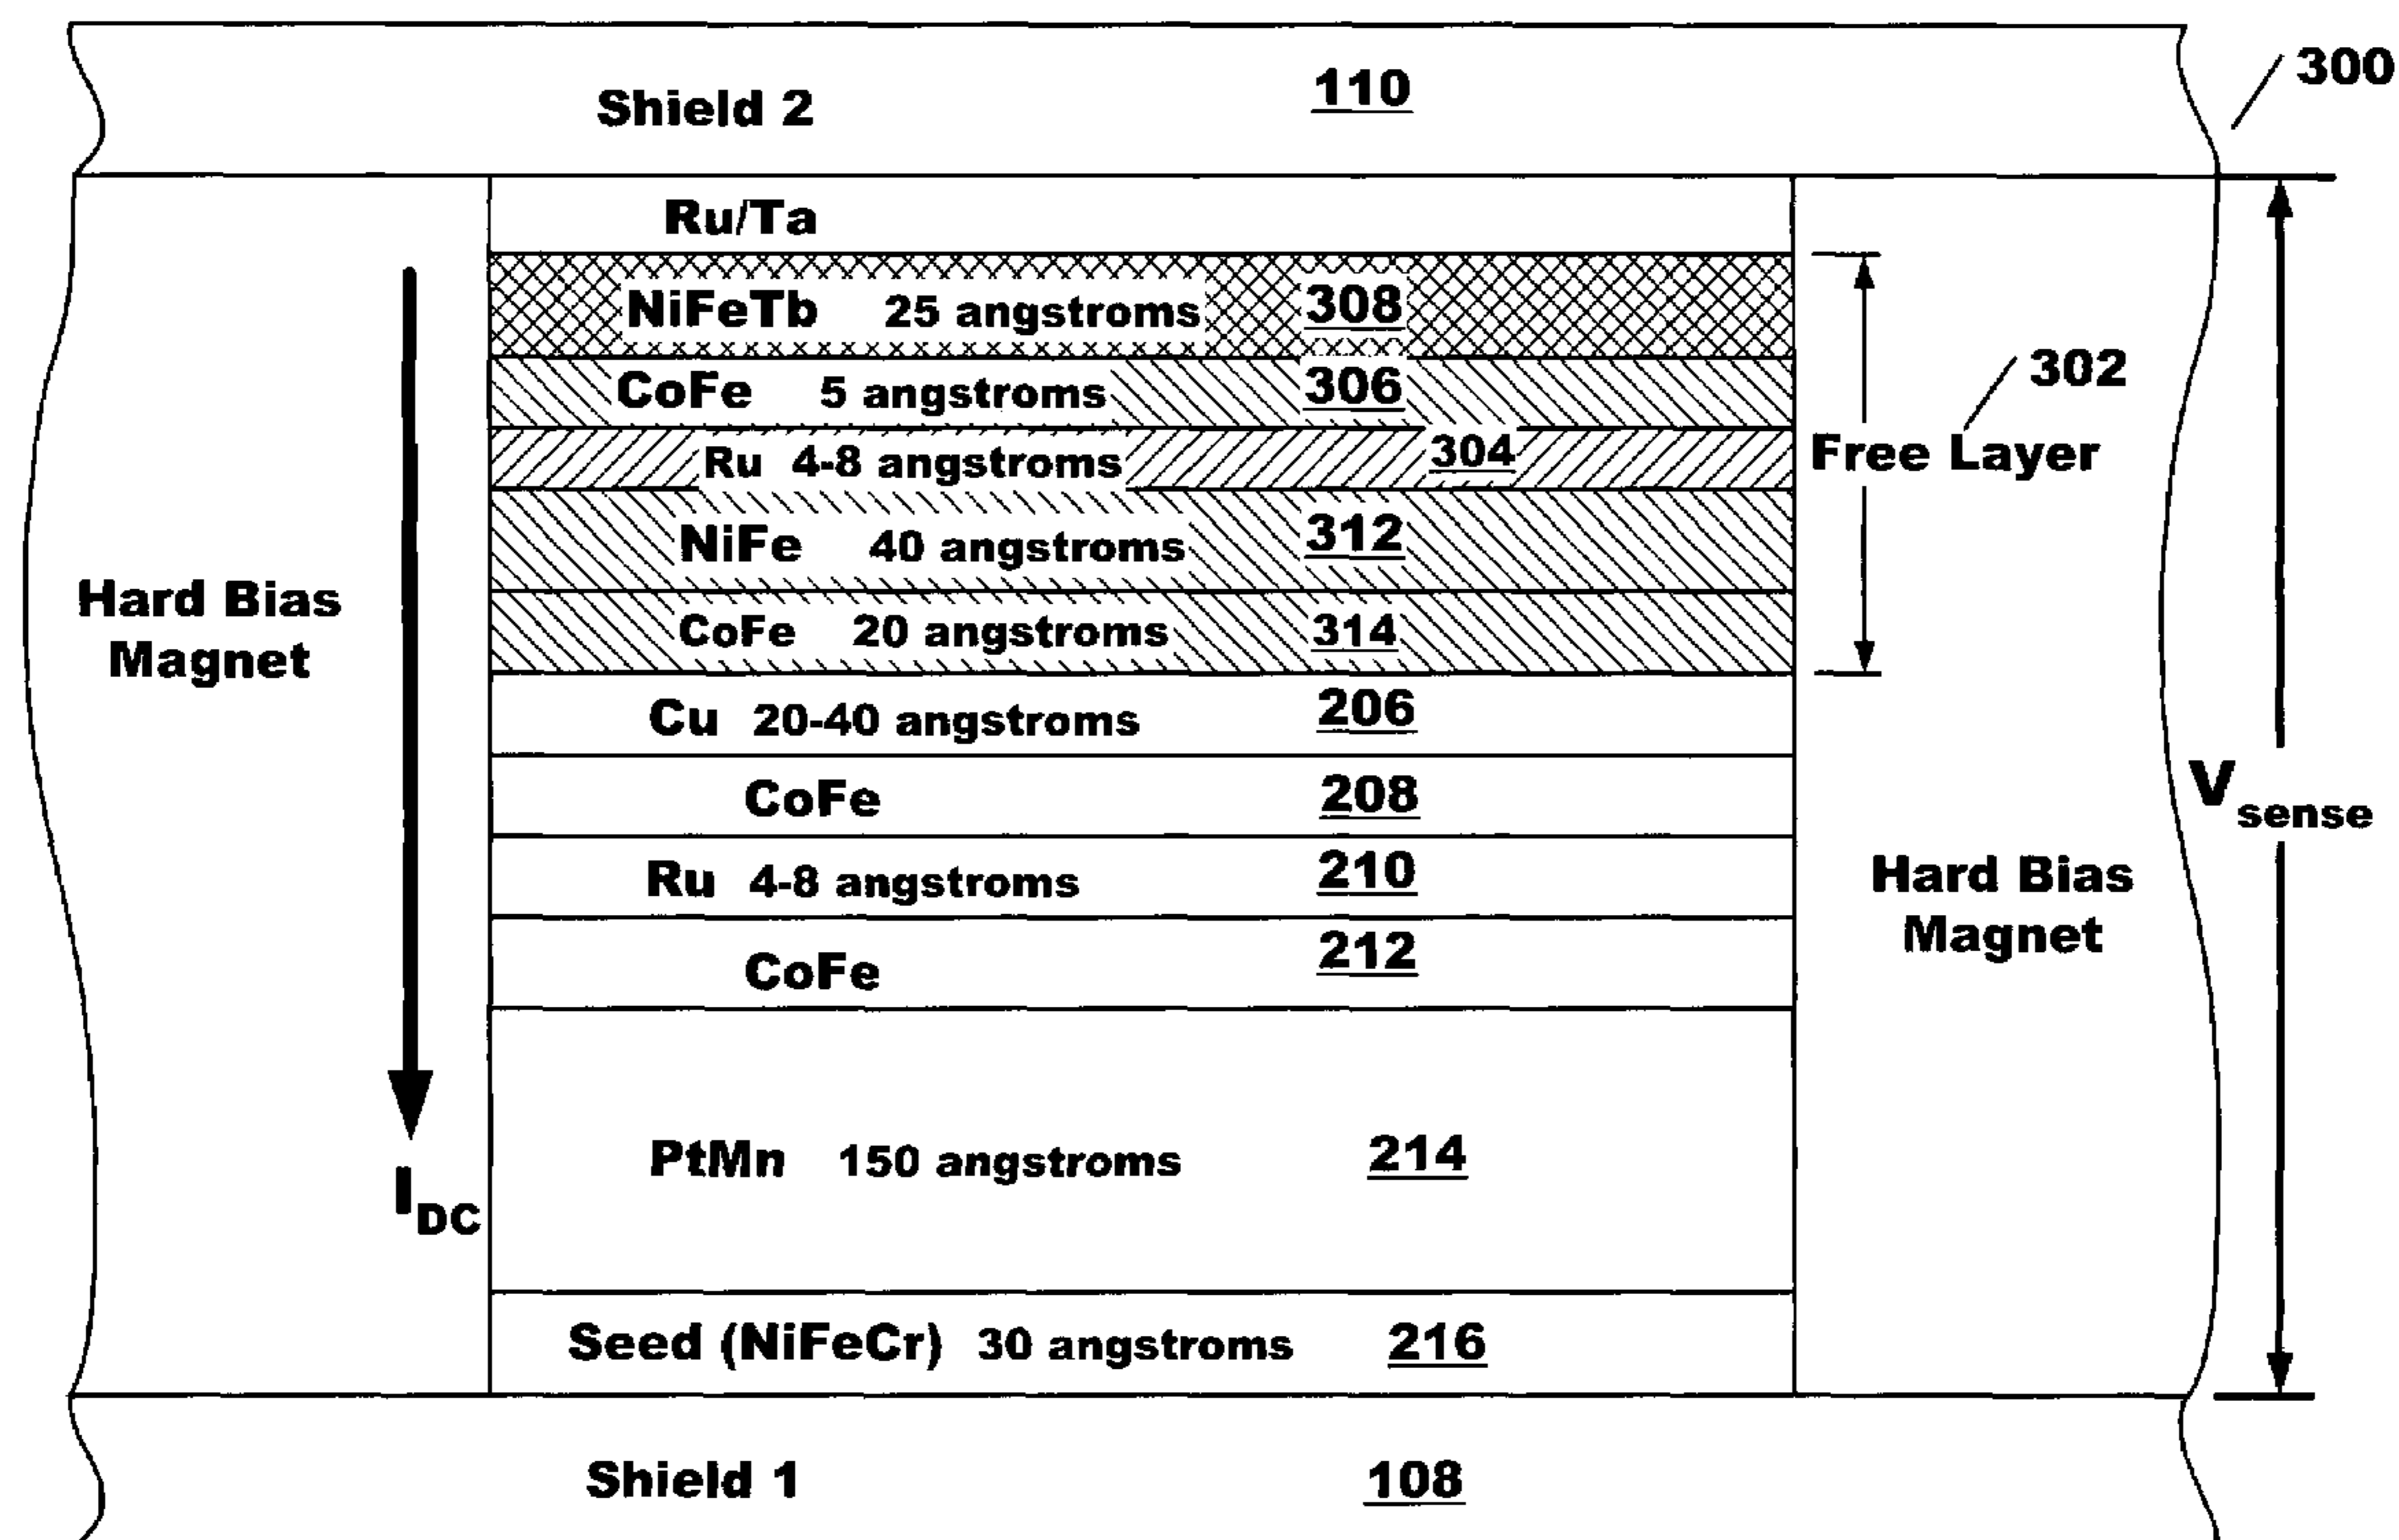 300
Shield 2 110
Ru/Ta
NiFeTb 25 angstroms 308
CoFe 5 angstroms 306
302
Ru 4-8 angstroms 304
Free Layer
NiFe 40 angstroms 312
Hard Bias
Magnet
CoFe 20 angstroms 314
Cu 20-40 angstroms 206
CoFe 208
Vsense
Ru 4-8 angstroms 210
Hard Bias
Magnet
CoFe 212
PtMn 150 angstroms 214
IDC
Seed (NiFeCr) 30 angstroms 216
Shield 1 108